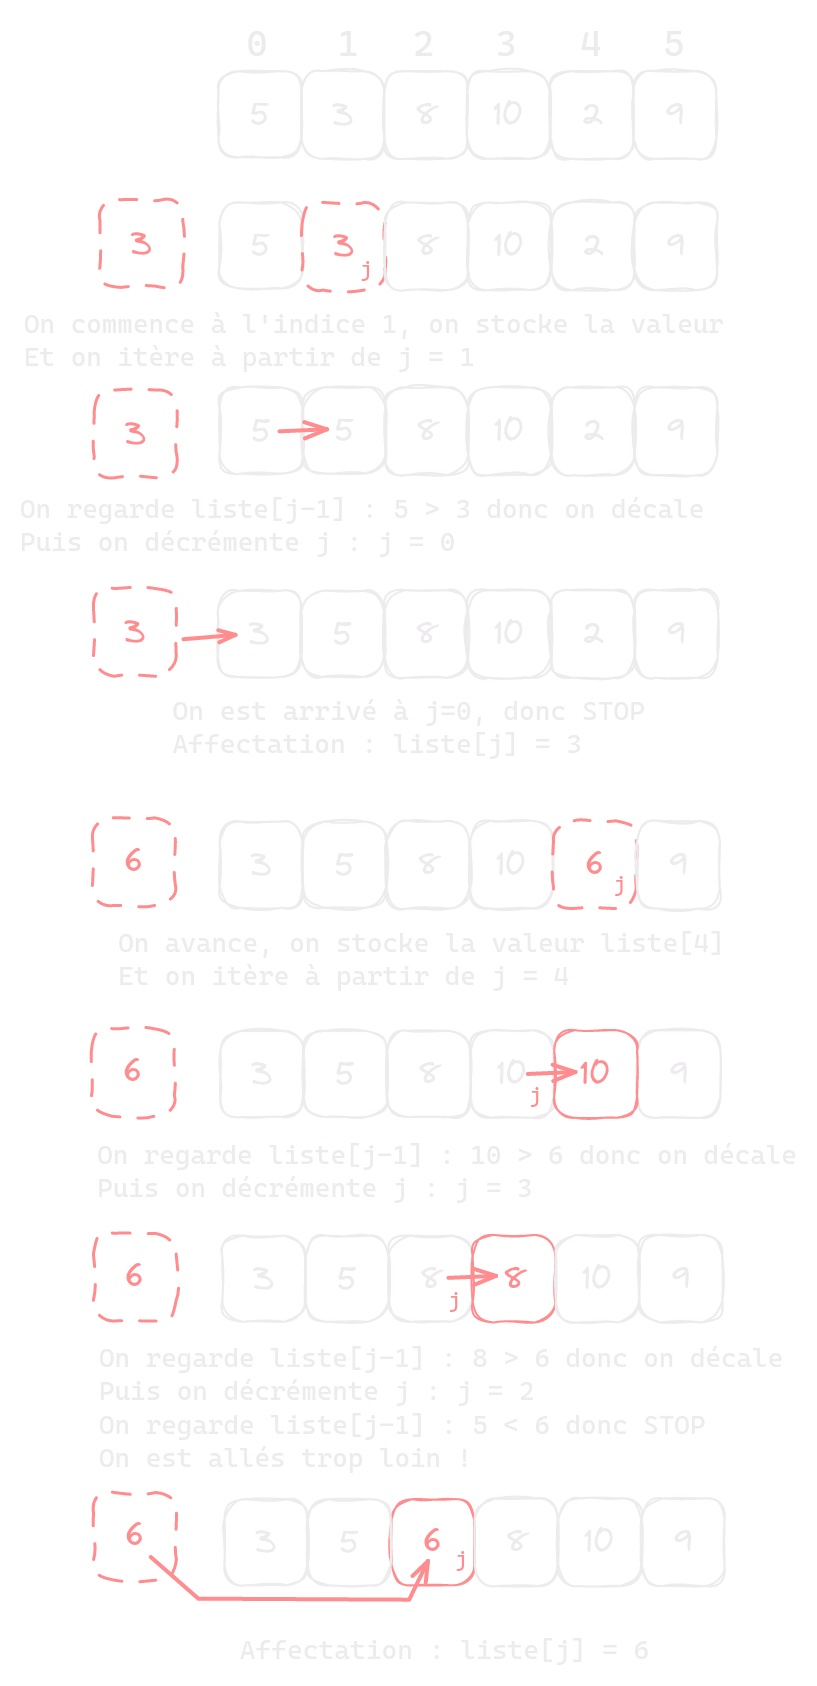 0 1 2 3 4 5
5 3 8 10 2 9
3 5 3 j 8 10 2 9
On commence à l'indice 1, on stocke la valeur
Et on itère à partir de j = 1
3 5 5 8 10 2 9
On regarde liste[j-1] : 5 > 3 donc on décale
Puis on décrémente j : j = 0
3 3 5 8 10 2 9
On est arrivé à j=0, donc STOP
Affectation : liste[j] = 3
6 3 5 8 10 6 j 9
On avance, on stocke la valeur liste[4]
Et on itère à partir de j = 4
6 3 5 8 10 j 10 9
On regarde liste[j-1] : 10 > 6 donc on décale
Puis on décrémente j : j = 3
6 3 5 8 j 8 10 9
On regarde liste[j-1] : 8 > 6 donc on décale
Puis on décrémente j : j = 2
On regarde liste[j-1] : 5 < 6 donc STOP
On est allés trop loin !
6 3 5 6 j 8 10 9
Affectation : liste[j] = 6